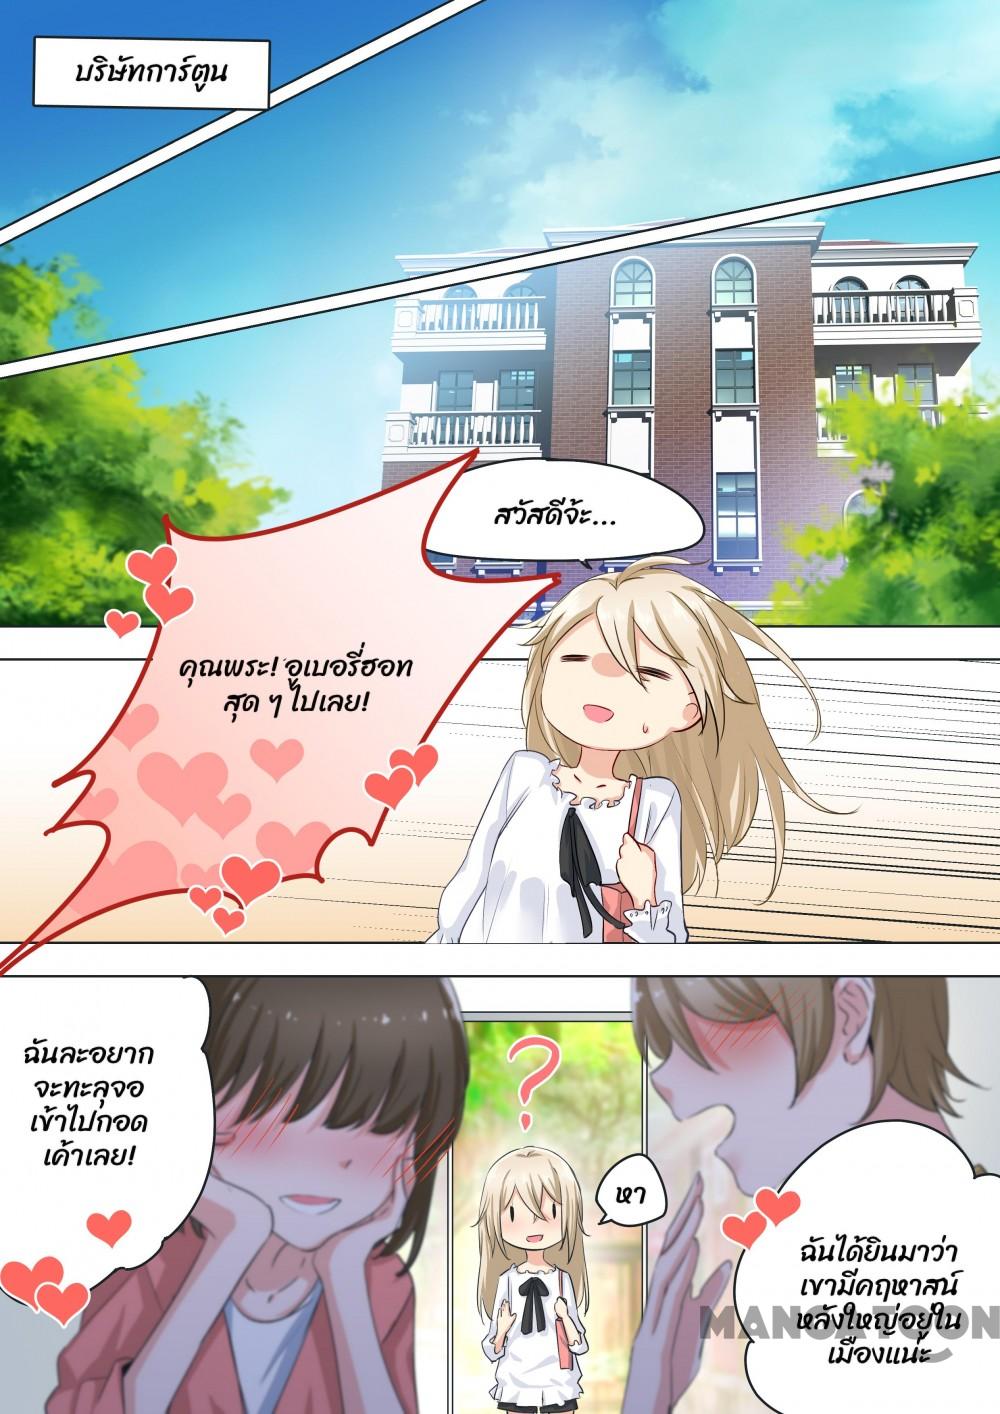 บริษัทการ์ตูน
สวัสดีจ้ะ...
คุณพระ! อูเบอรี่ฮอท
สุด ๆ ไปเลย!
ฉันละอยาก
จะทะลุจอ
เข้าไปกอด
เค้าเลย!
?
หา
ฉันได้ยินมาว่า
เขามีคฤหาสน์
หลังใหญ่อยู่ใน
เมืองแน่ะ
MANGATOON